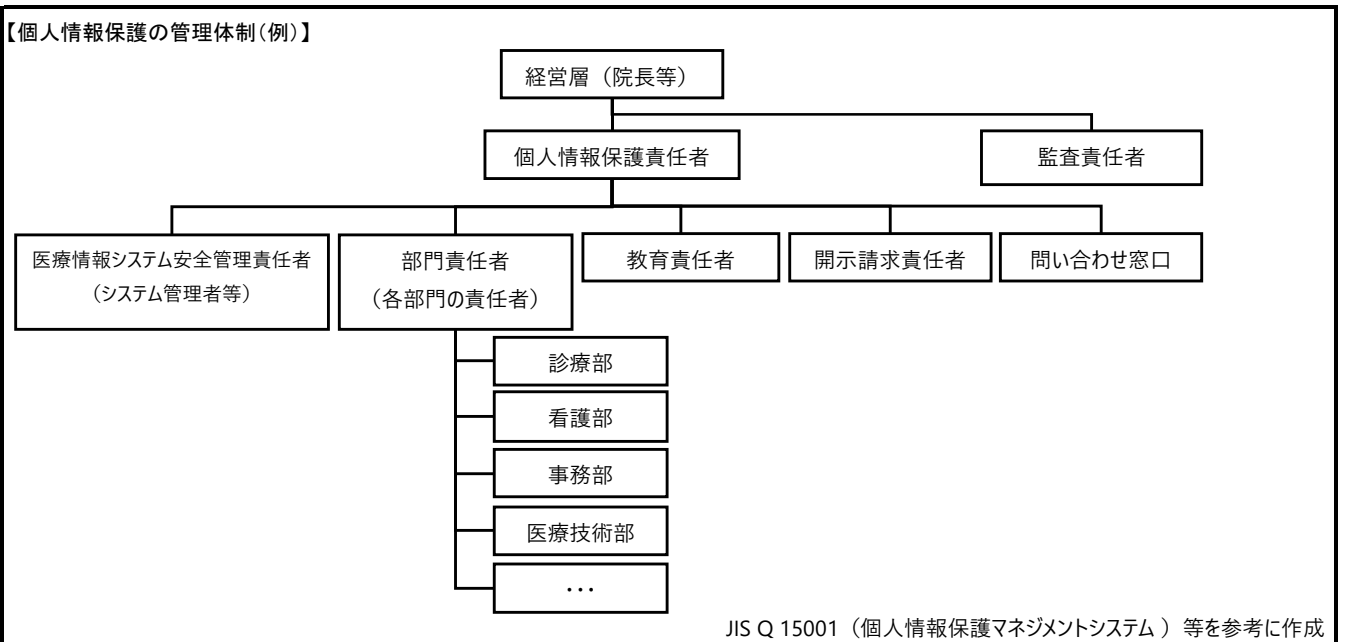 【個人情報保護の管理体制(例)】
経営層（院長等）
個人情報保護責任者
監査責任者
医療情報システム安全管理責任者
（システム管理者等）
部門責任者
（各部門の責任者）
教育責任者
開示請求責任者
問い合わせ窓口
診療部
看護部
事務部
医療技術部
・・・
JIS Q 15001（個人情報保護マネジメントシステム ）等を参考に作成